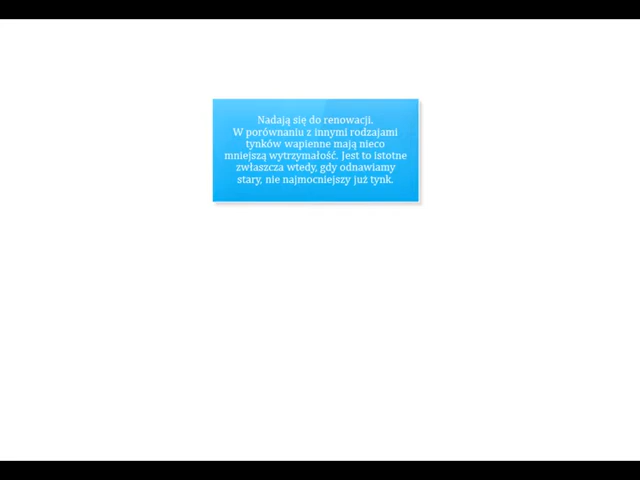 Nadają się do renowacji.
W porównaniu z innymi rodzajami
tynków wapienne mają nieco
mniejszą wytrzymałość. Jest to istotne
zwłaszcza wtedy, gdy odnawiamy
stary, nie najmocniejszy już tynk.